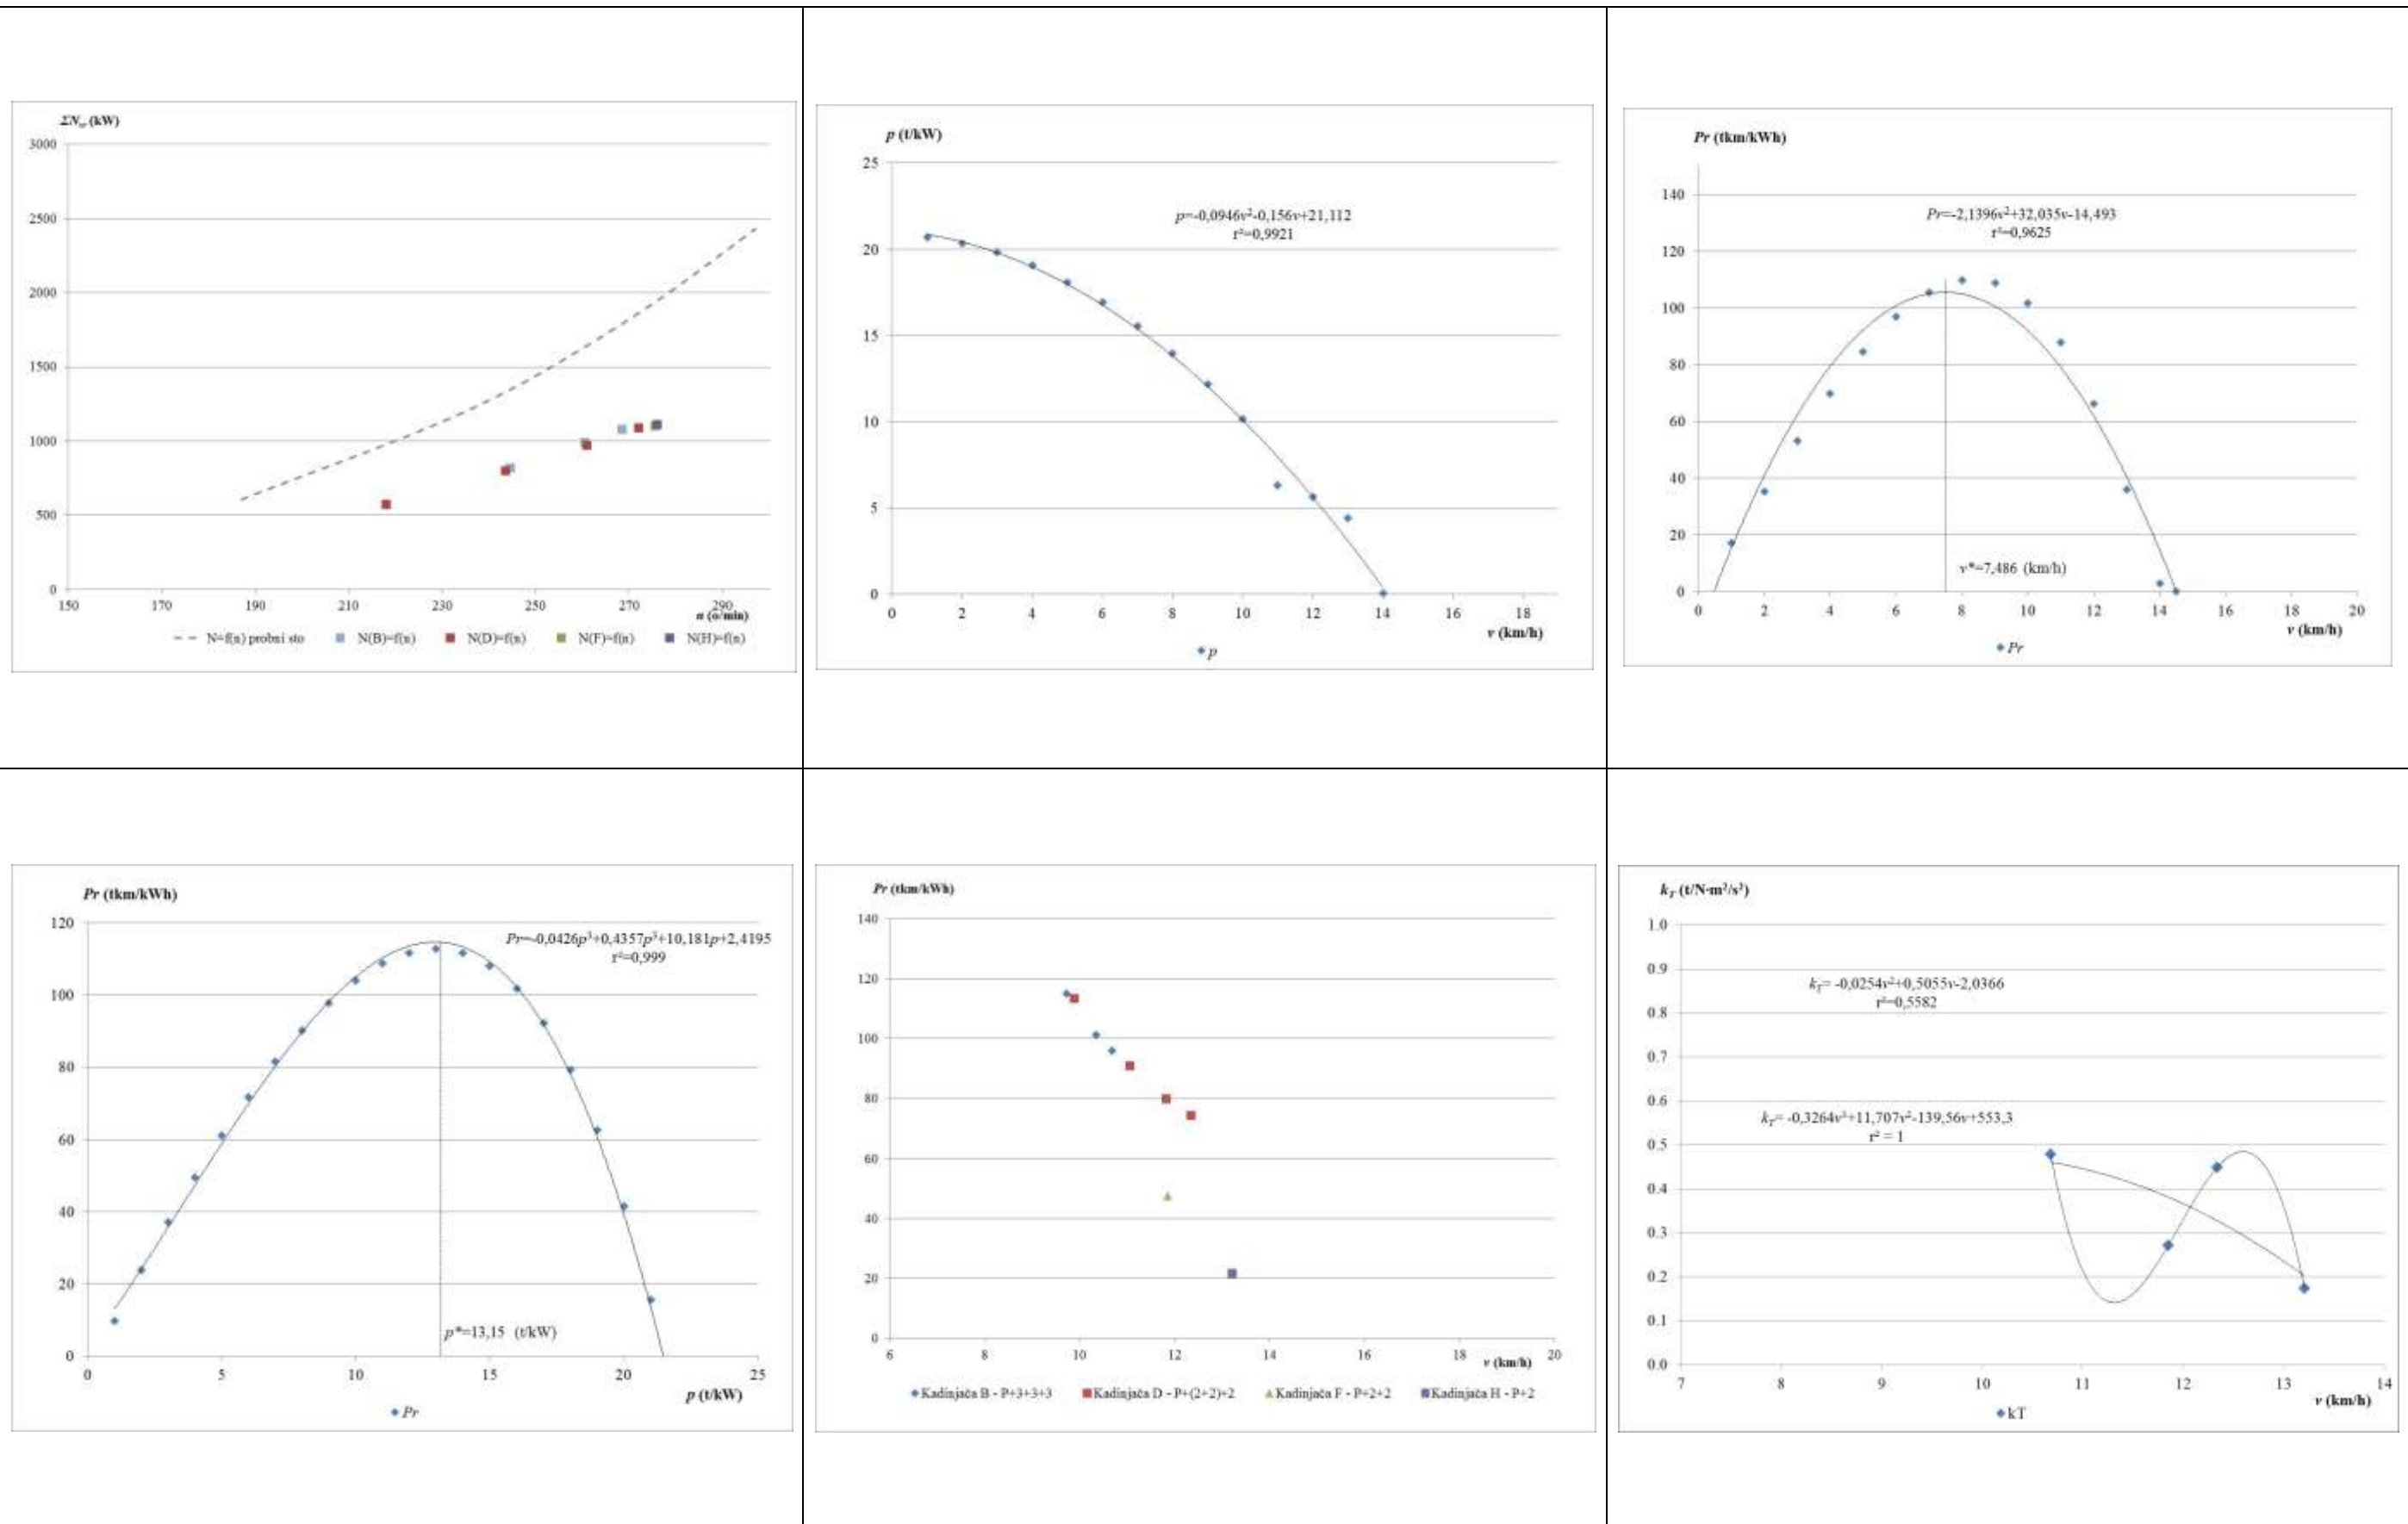 ΣNₛᵣ (kW)
3000
2500
2000
1500
1000
500
0
150 170 190 210 230 250 270 290
n (o/min)
N=f(n) probni sto N(B)=f(n) N(D)=f(n) N(F)=f(n) N(H)=f(n)
p (t/kW)
25
p=-0,0946v²-0,156v+21,112
r²=0,9921
20
15
10
5
0
0 2 4 6 8 10 12 14 16 18
v (km/h)
p
Pr (tkm/kWh)
140
Pr=-2,1396v²+32,035v-14,493
r²=0,9625
120
100
80
60
40
20
v*=7,486 (km/h)
0
0 2 4 6 8 10 12 14 16 18 20
v (km/h)
Pr
Pr (tkm/kWh)
120
Pr=-0,0426p³+0,4357p³+10,181p+2,4195
r²=0,999
100
80
60
40
20
p*=13,15 (t/kW)
0
0 5 10 15 20 25
p (t/kW)
Pr
Pr (tkm/kWh)
140
120
100
80
60
40
20
0
6 8 10 12 14 16 18 20
v (km/h)
Kadinjača B - P+3+3+3 Kadinjača D - P+(2+2)+2 Kadinjača F - P+2+2 Kadinjača H - P+2
k_T (t/N·m²/s³)
1.0
0.9
k_T= -0,0254v²+0,5055v-2,0366
r²=0,5582
0.8
0.7
0.6
k_T= -0,3264v³+11,707v²-139,56v+553,3
r² = 1
0.5
0.4
0.3
0.2
0.1
0.0
7 8 9 10 11 12 13 14
v (km/h)
kT